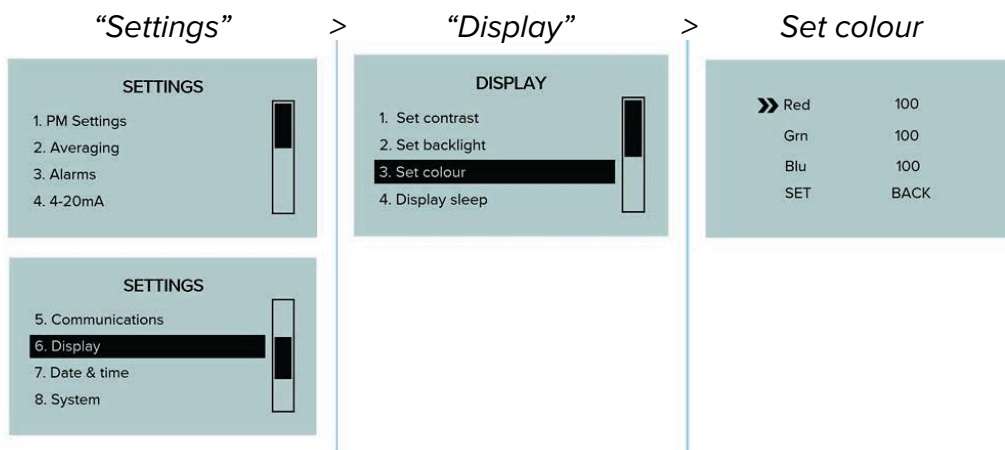 “Settings” > “Display” > Set colour
SETTINGS
1. PM Settings
2. Averaging
3. Alarms
4. 4-20mA
SETTINGS
5. Communications
6. Display
7. Date & time
8. System
DISPLAY
1. Set contrast
2. Set backlight
3. Set colour
4. Display sleep
Red 100
Grn 100
Blu 100
SET BACK